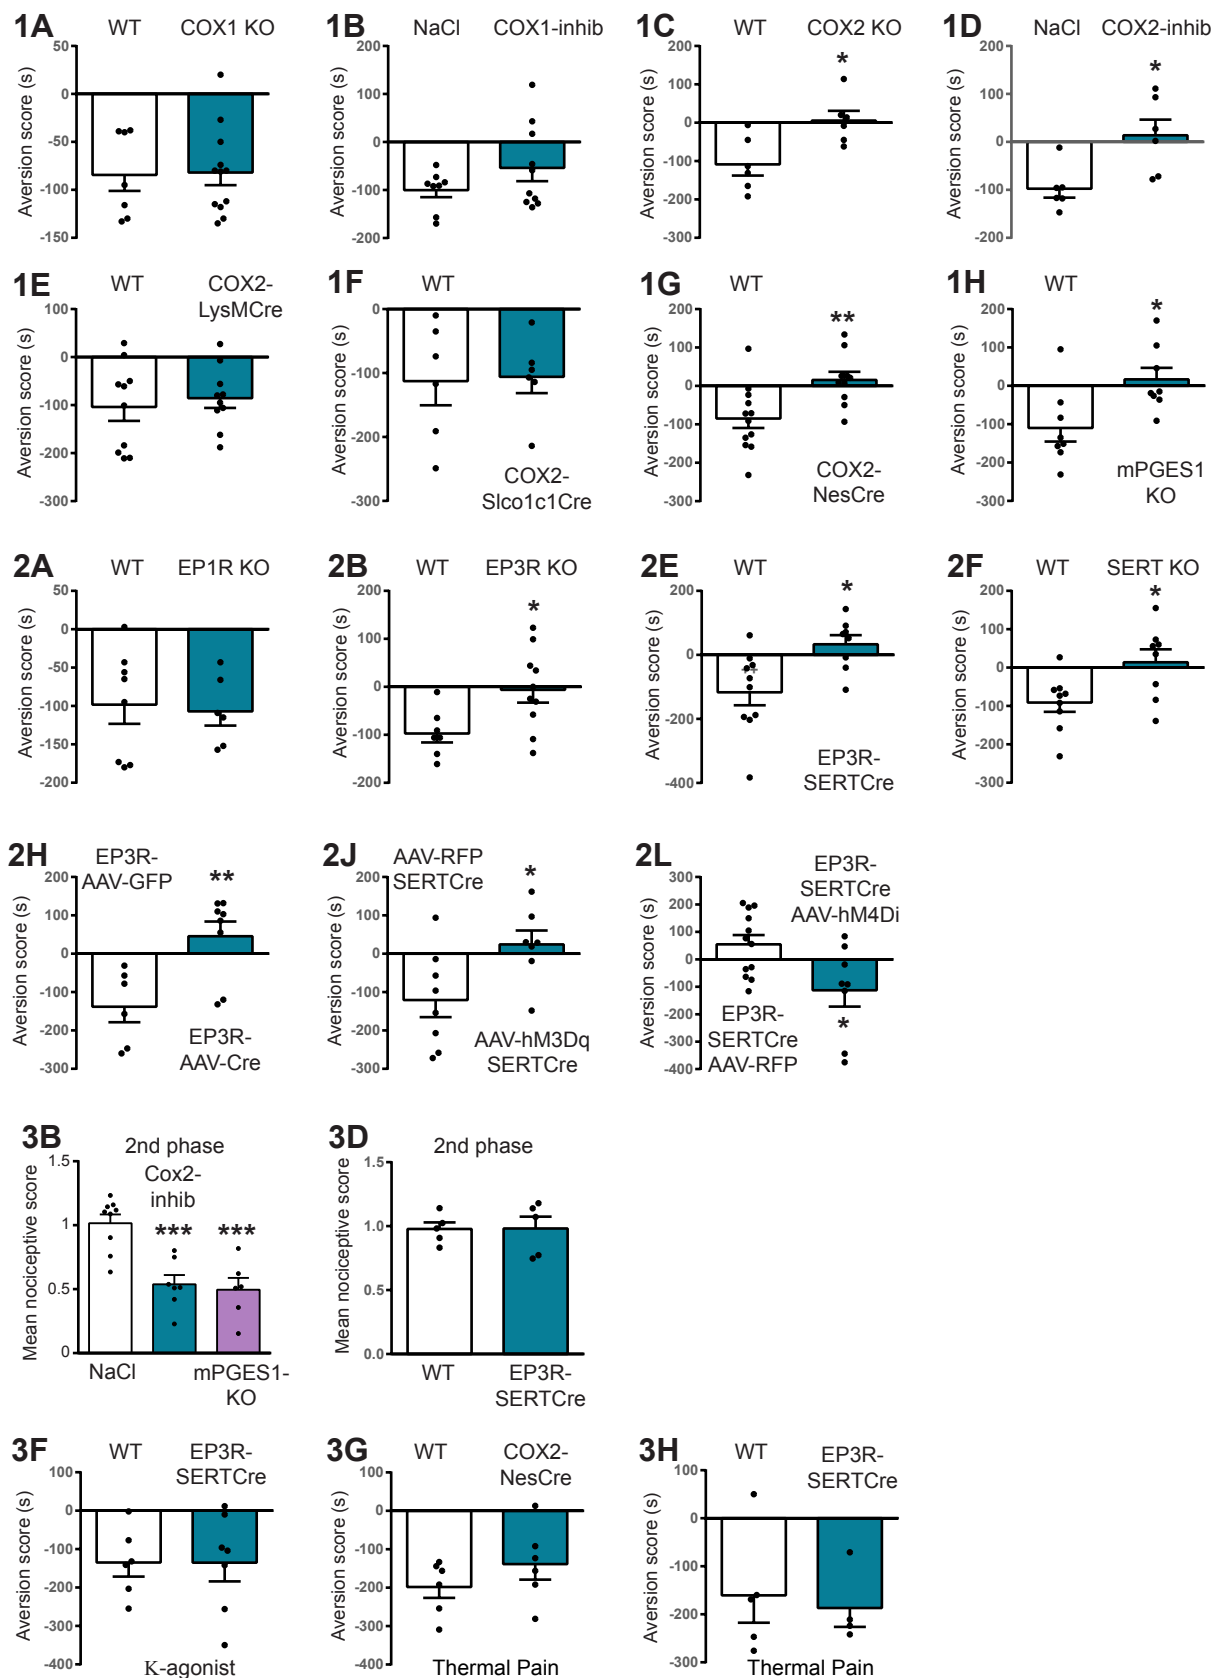 1A WT COX1 KO
Aversion score (s)
50
0
-50
-100
-150
1B NaCl COX1-inhib
Aversion score (s)
200
100
0
-100
-200
1C WT COX2 KO
Aversion score (s)
200
100
0
-100
-200
-300
*
1D NaCl COX2-inhib
Aversion score (s)
200
100
0
-100
-200
*
1E WT COX2-
LysMCre
Aversion score (s)
100
0
-100
-200
-300
1F WT
Aversion score (s)
0
-100
-200
-300
COX2-
Slco1c1Cre
1G WT
Aversion score (s)
200
100
0
-100
-200
-300
**
COX2-
NesCre
1H WT
Aversion score (s)
200
100
0
-100
-200
-300
*
mPGES1
KO
2A WT EP1R KO
Aversion score (s)
50
0
-50
-100
-150
-200
2B WT EP3R KO
Aversion score (s)
200
100
0
-100
-200
*
2E WT
Aversion score (s)
200
0
-200
-400
*
EP3R-
SERTCre
2F WT SERT KO
Aversion score (s)
200
100
0
-100
-200
-300
*
2H EP3R-
AAV-GFP
Aversion score (s)
200
100
0
-100
-200
-300
**
EP3R-
AAV-Cre
2J AAV-RFP
SERTCre
Aversion score (s)
200
100
0
-100
-200
-300
*
AAV-hM3Dq
SERTCre
2L EP3R-
SERTCre
AAV-hM4Di
Aversion score (s)
300
200
100
0
-100
-200
-300
-400
EP3R-
SERTCre
AAV-RFP
*
3B 2nd phase
Cox2-
inhib
Mean nociceptive score
1.5
1
0.5
0
*** ***
NaCl mPGES1-
KO
3D 2nd phase
Mean nociceptive score
1.5
1.0
0.5
0.0
WT EP3R-
SERTCre
3F WT EP3R-
SERTCre
Aversion score (s)
100
0
-100
-200
-300
-400
K-agonist
3G WT COX2-
NesCre
Aversion score (s)
100
0
-100
-200
-300
-400
Thermal Pain
3H WT EP3R-
SERTCre
Aversion score (s)
100
0
-100
-200
-300
Thermal Pain